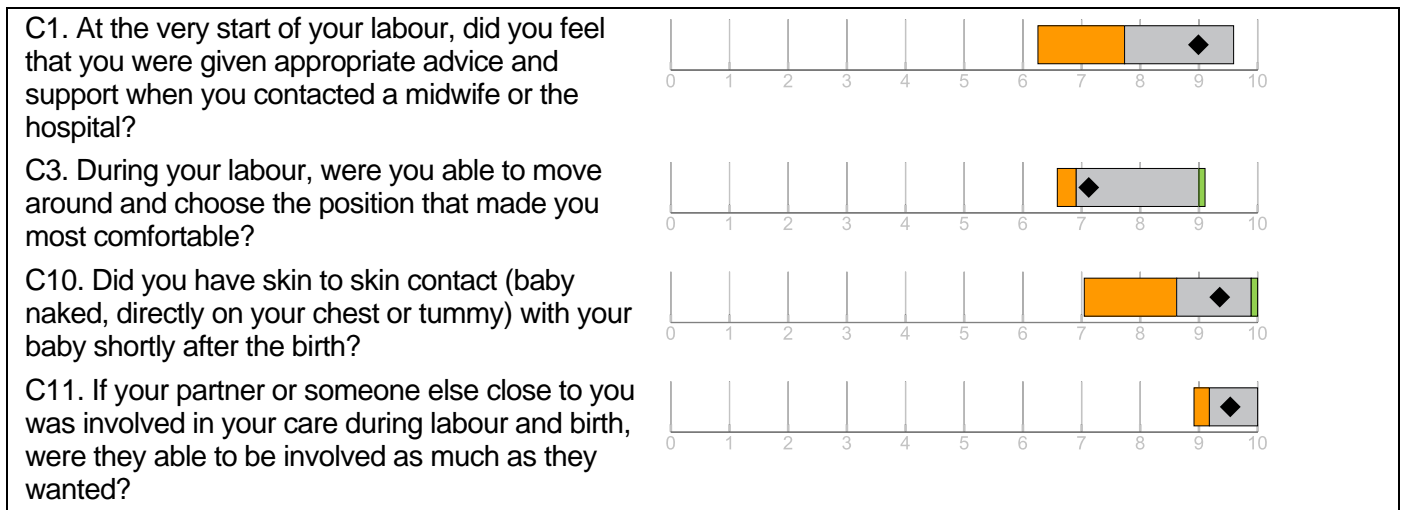 C1. At the very start of your labour, did you feel
that you were given appropriate advice and
support when you contacted a midwife or the
hospital?
0 1 2 3 4 5 6 7 8 9 10
C3. During your labour, were you able to move
around and choose the position that made you
most comfortable?
0 1 2 3 4 5 6 7 8 9 10
C10. Did you have skin to skin contact (baby
naked, directly on your chest or tummy) with your
baby shortly after the birth?
0 1 2 3 4 5 6 7 8 9 10
C11. If your partner or someone else close to you
was involved in your care during labour and birth,
were they able to be involved as much as they
wanted?
0 1 2 3 4 5 6 7 8 9 10